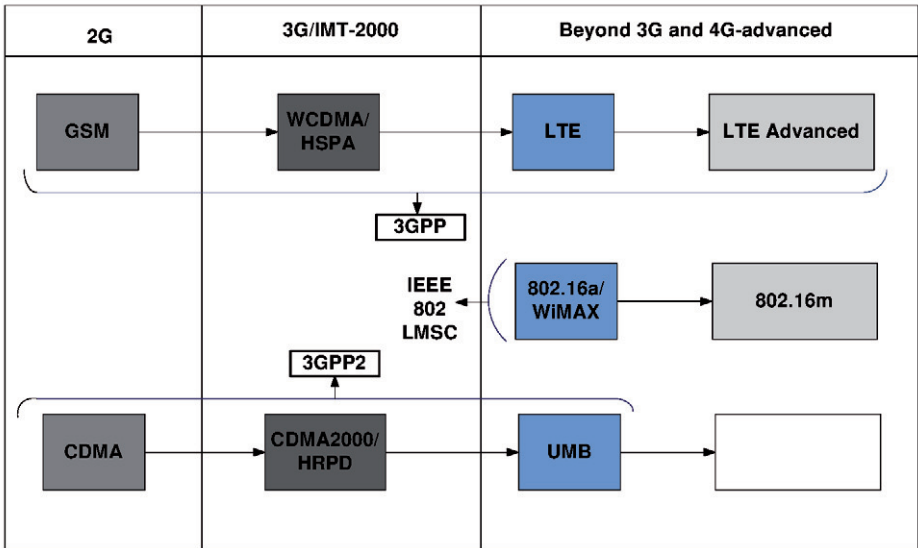 2G
3G/IMT-2000
Beyond 3G and 4G-advanced
GSM
WCDMA/
HSPA
LTE
LTE Advanced
3GPP
IEEE
802
LMSC
802.16a/
WiMAX
802.16m
3GPP2
CDMA
CDMA2000/
HRPD
UMB